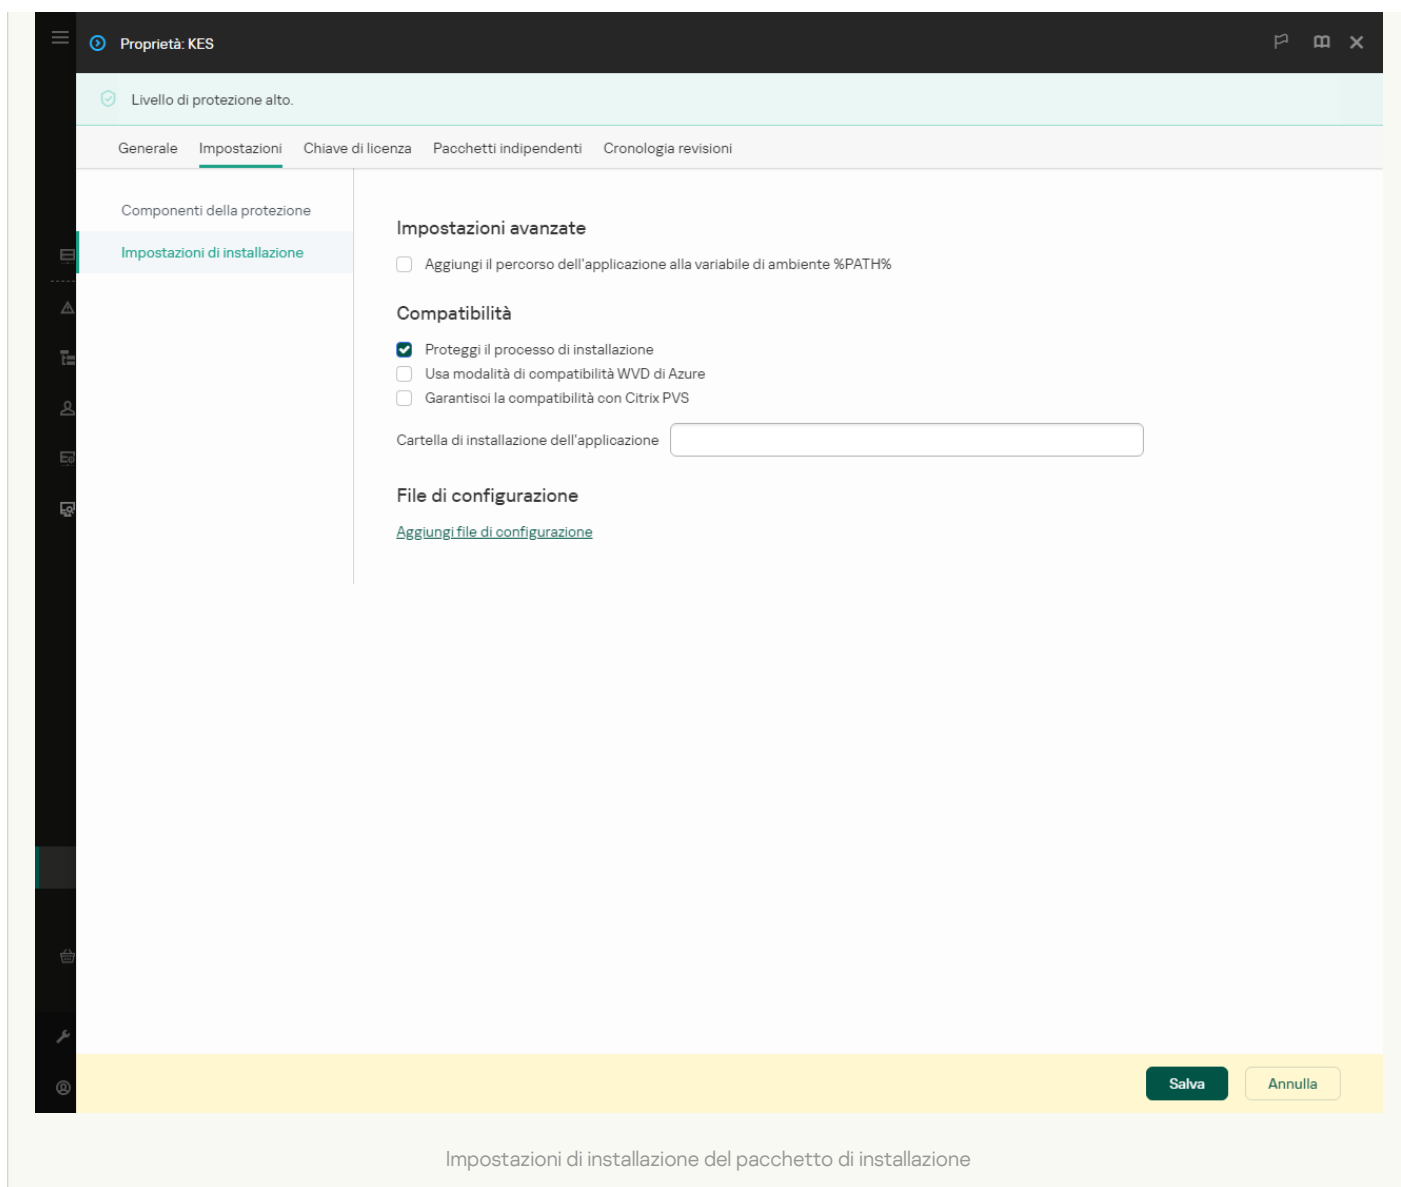 Proprietà: KES
Livello di protezione alto.
Generale Impostazioni Chiave di licenza Pacchetti indipendenti Cronologia revisioni
Componenti della protezione
Impostazioni di installazione
Impostazioni avanzate
Aggiungi il percorso dell'applicazione alla variabile di ambiente %PATH%
Compatibilità
Proteggi il processo di installazione
Usa modalità di compatibilità WVD di Azure
Garantisci la compatibilità con Citrix PVS
Cartella di installazione dell'applicazione
File di configurazione
Aggiungi file di configurazione
Salva Annulla
Impostazioni di installazione del pacchetto di installazione